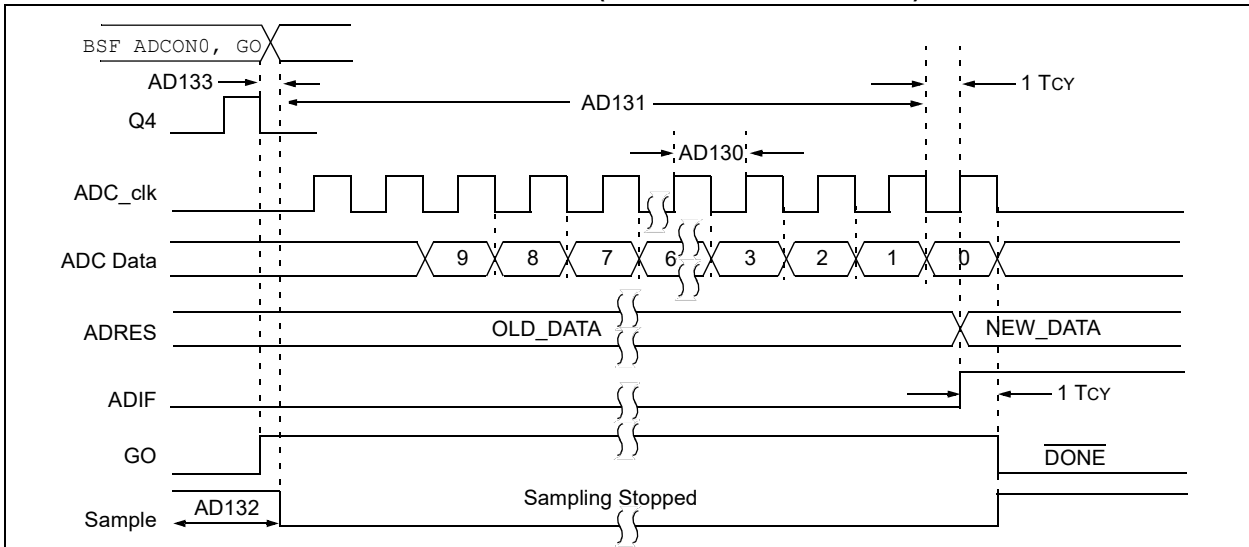 BSF ADCON0, GO
AD133
1 TCY
AD131
Q4
AD130
ADC_clk
ADC Data
9 8 7 6 3 2 1 0
ADRES
OLD_DATA
NEW_DATA
ADIF
1 TCY
GO
DONE
Sample
AD132
Sampling Stopped